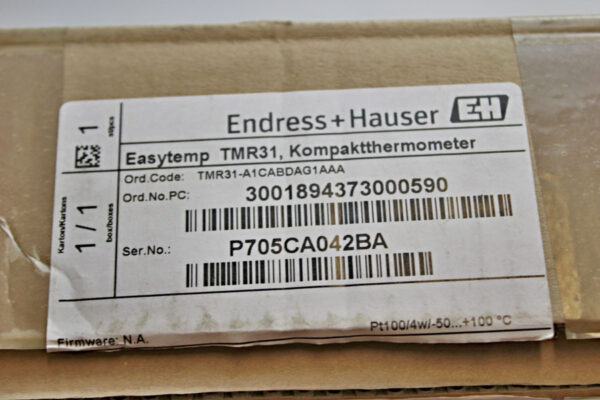 Endress+Hauser EH
Easytemp TMR31, Kompaktthermometer
Ord.Code: TMR31-A1CABDAG1AAA
Ord.No.PC: 3001894373000590
Ser.No.: P705CA042BA
Pt100/4w/-50...+100 °C
Firmware: N.A.
1
Karton/Kartons
1 / 1
box/boxes